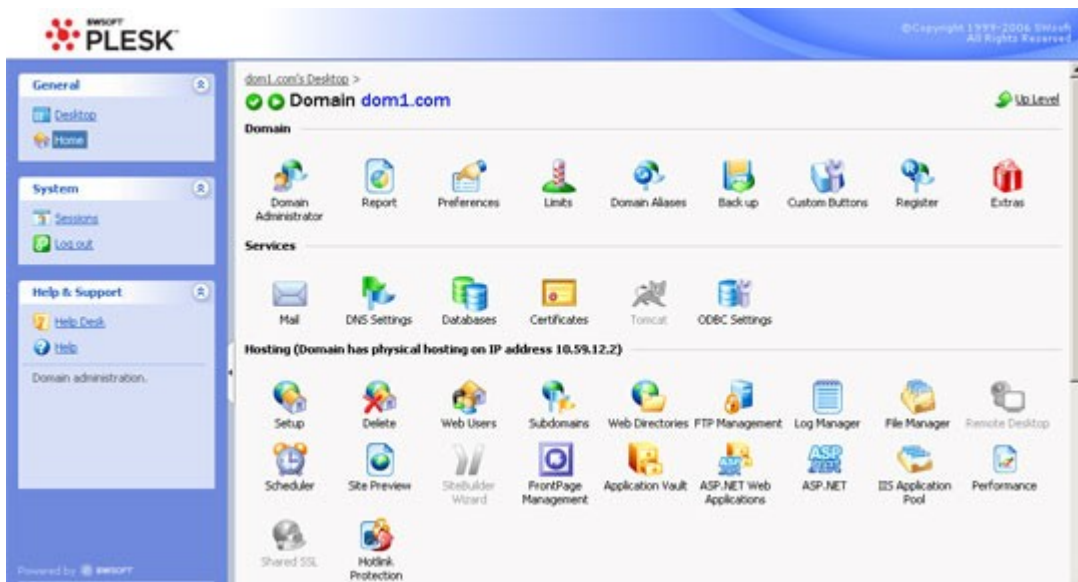 SWSOFT
PLESK
©Copyright 1999-2006 SWsoft
All Rights Reserved
General
Desktop
Home
System
Sessions
Log out
Help & Support
Help Desk
Help
Domain administration.
Powered by SWSOFT
dom1.com's Desktop >
Domain dom1.com
Up Level
Domain
Domain Administrator
Report
Preferences
Limits
Domain Aliases
Back up
Custom Buttons
Register
Extras
Services
Mail
DNS Settings
Databases
Certificates
Tomcat
ODBC Settings
Hosting (Domain has physical hosting on IP address 10.59.12.2)
Setup
Delete
Web Users
Subdomains
Web Directories
FTP Management
Log Manager
File Manager
Remote Desktop
Scheduler
Site Preview
SiteBuilder Wizard
FrontPage Management
Application Vault
ASP.NET Web Applications
ASP.NET
IIS Application Pool
Performance
Shared SSL
Hotlink Protection